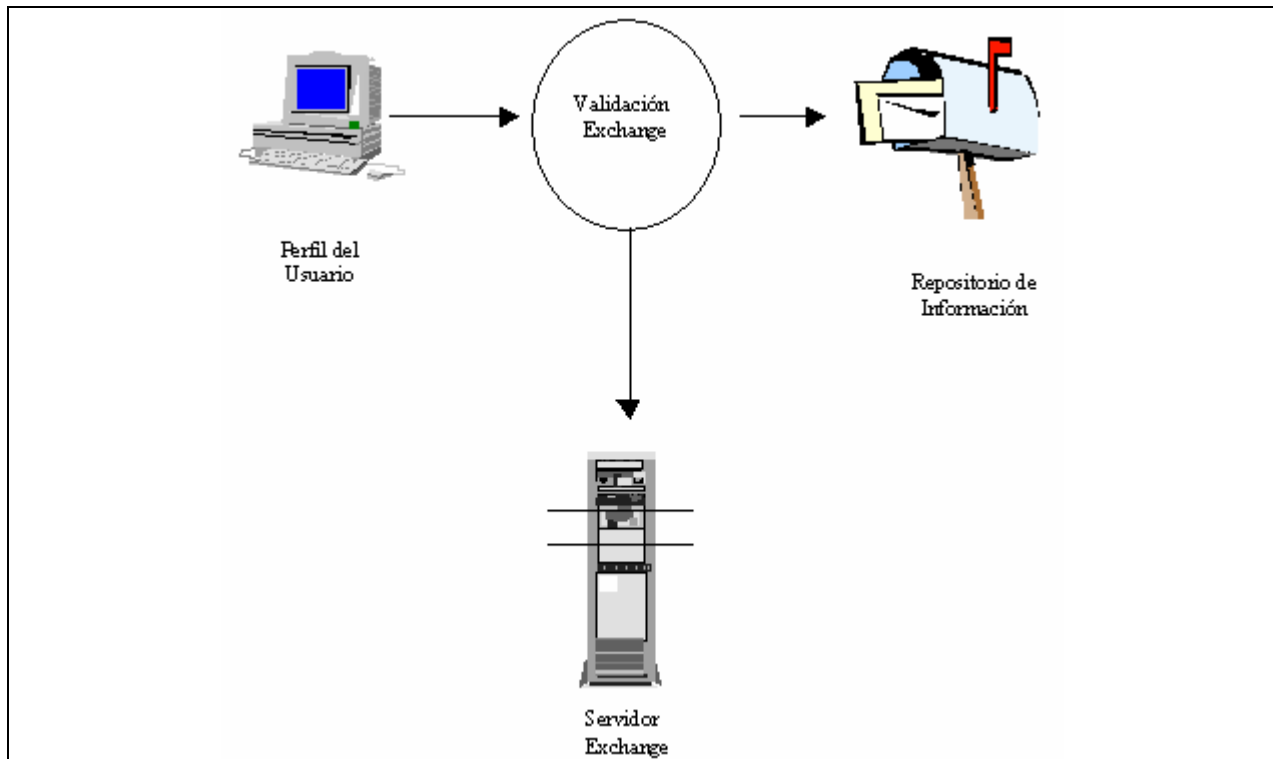 Validación
Exchange
Perfil del
Usuario
Repositorio de
Información
Servidor
Exchange